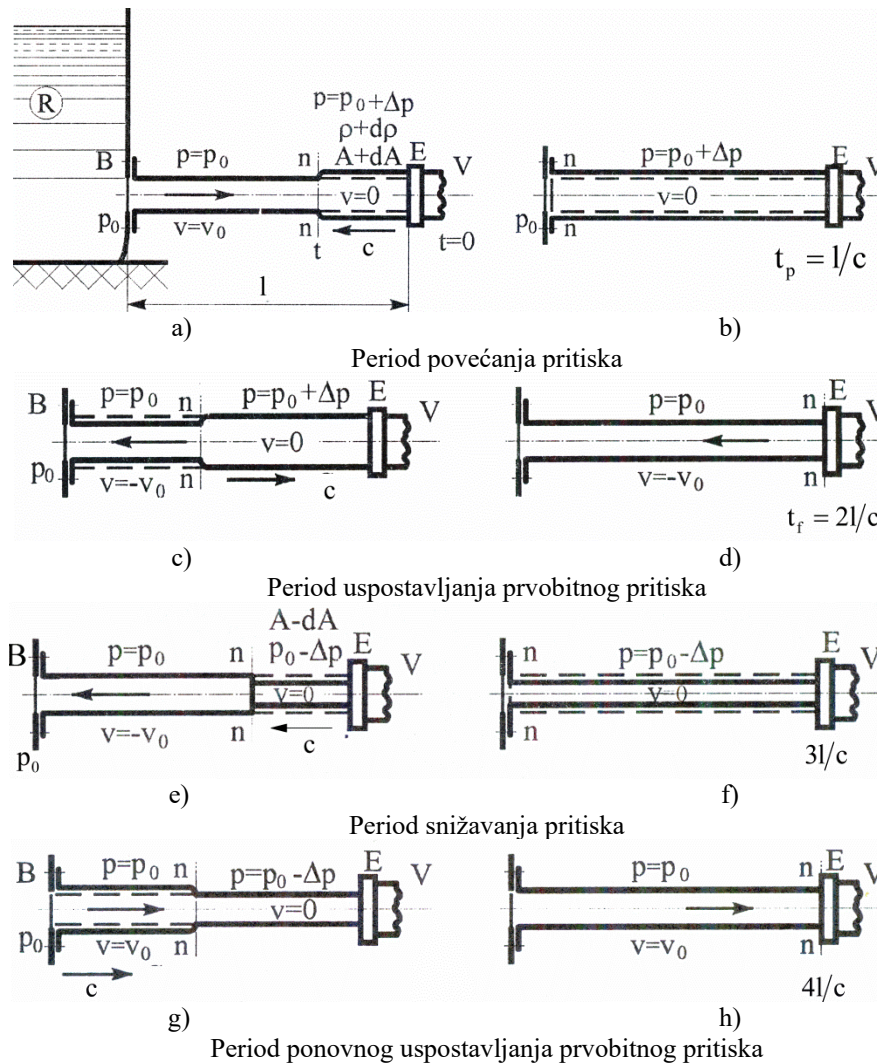 R
p=p₀+Δp
ρ+dρ
A+dA
E
V
B
p=p₀
n
v=0
p₀
v=v₀
n
t
c
t=0
l
a)
n
p=p₀+Δp
E
V
v=0
p₀
n
tₚ = l/c
b)
Period povećanja pritiska
B
p=p₀
n
p=p₀+Δp
E
V
v=0
p₀
v=-v₀
n
c
c)
p=p₀
n
E
V
v=-v₀
n
t_f = 2l/c
d)
Period uspostavljanja prvobitnog pritiska
A-dA
B
p=p₀
n
p₀-Δp
E
V
v=0
v=-v₀
n
c
p₀
e)
n
p=p₀-Δp
E
V
v=0
n
3l/c
f)
Period snižavanja pritiska
B
p=p₀
n
p=p₀-Δp
E
V
v=0
p₀
v=v₀
n
c
g)
p=p₀
n
E
V
v=v₀
n
4l/c
h)
Period ponovnog uspostavljanja prvobitnog pritiska